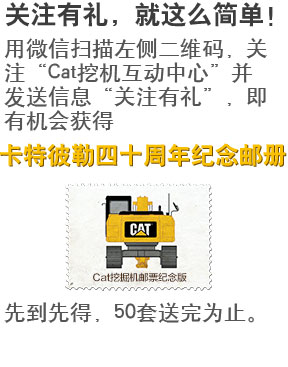 关注有礼，就这么简单！
用微信扫描左侧二维码，关
注“Cat挖机互动中心”并
发送信息“关注有礼”，即
有机会获得
卡特彼勒四十周年纪念邮册
CAT
Cat挖掘机邮票纪念版
先到先得，50套送完为止。